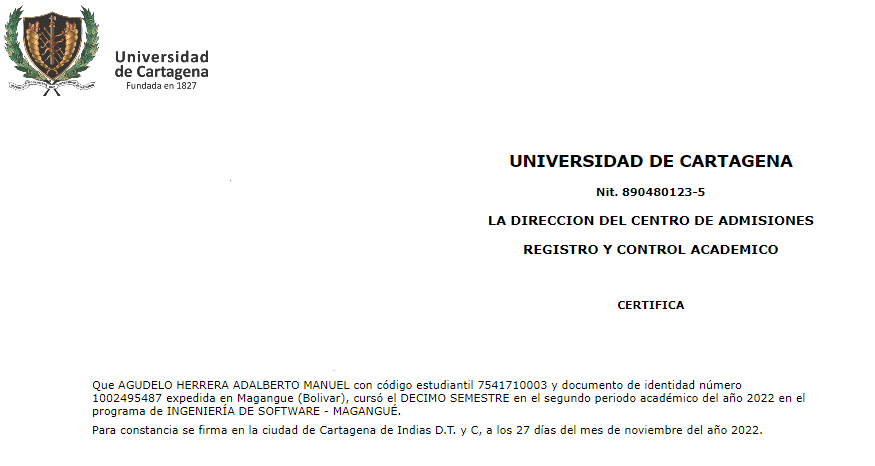 Universidad
de Cartagena
Fundada en 1827
UNIVERSIDAD DE CARTAGENA
Nit. 890480123-5
LA DIRECCION DEL CENTRO DE ADMISIONES
REGISTRO Y CONTROL ACADEMICO
CERTIFICA
Que AGUDELO HERRERA ADALBERTO MANUEL con código estudiantil 7541710003 y documento de identidad número
1002495487 expedida en Magangue (Bolivar), cursó el DECIMO SEMESTRE en el segundo periodo académico del año 2022 en el
programa de INGENIERÍA DE SOFTWARE - MAGANGUÉ.
Para constancia se firma en la ciudad de Cartagena de Indias D.T. y C, a los 27 días del mes de noviembre del año 2022.